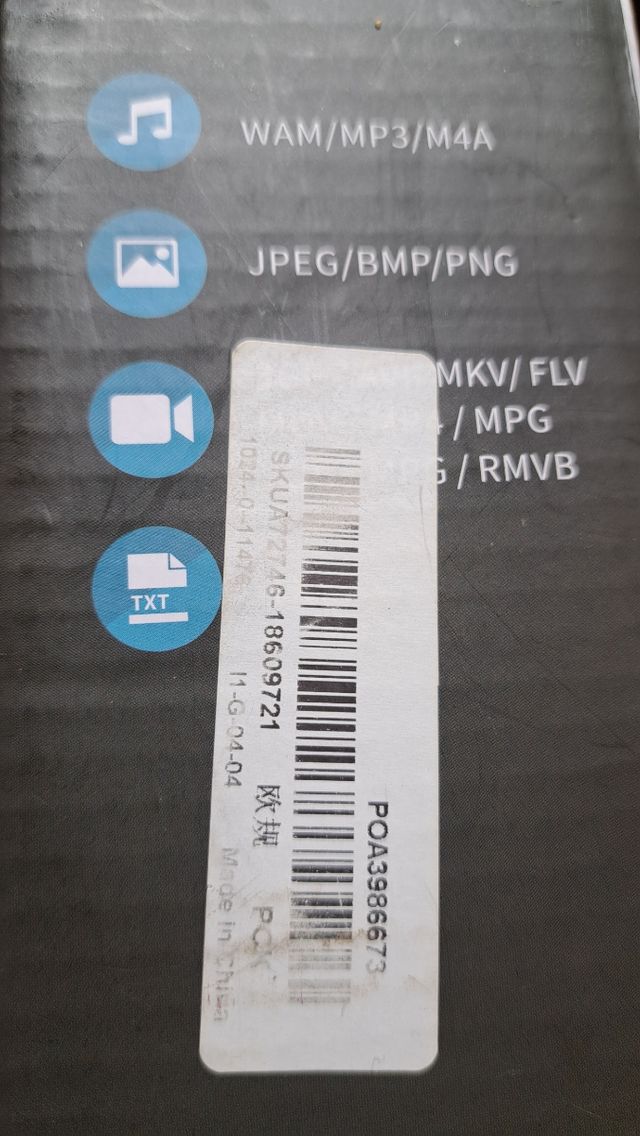 WAM/MP3/M4A
JPEG/BMP/PNG
MKV/ FLV
/ MPG
G / RMVB
TXT
POA3986673
SKUA72746-18609721 欧规
I1-G-04-04 Made in China